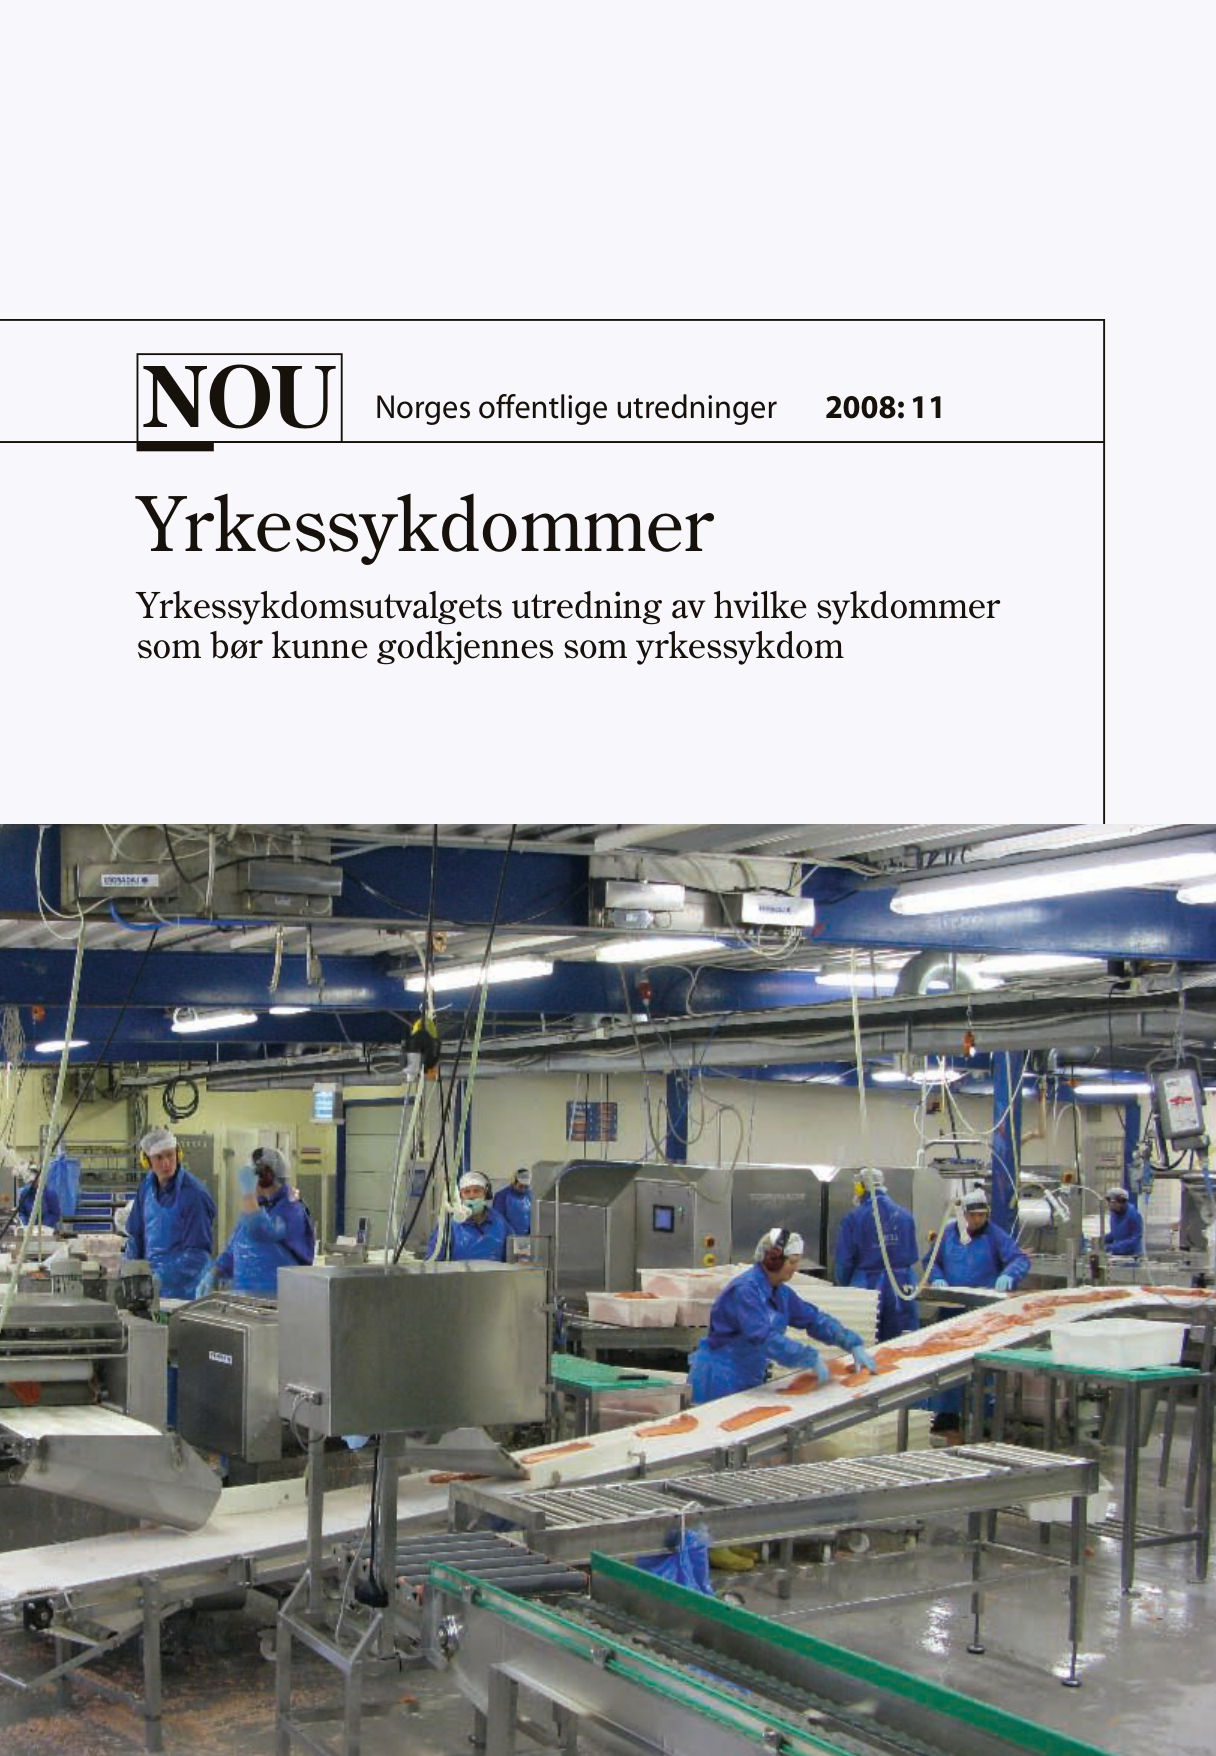 NOU
Norges offentlige utredninger 2008: 11
Yrkessykdommer
Yrkessykdomsutvalgets utredning av hvilke sykdommer
som bør kunne godkjennes som yrkessykdom